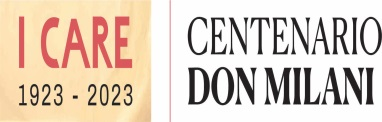 I CARE
1923 - 2023
CENTENARIO
DON MILANI